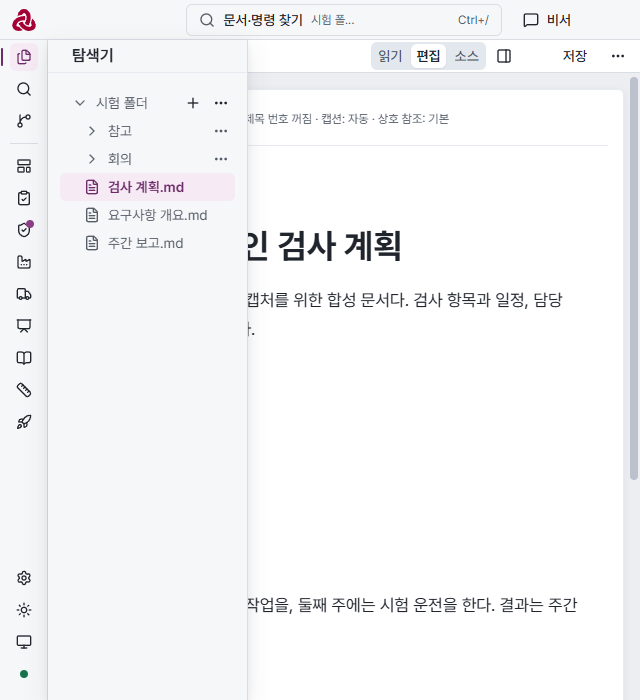 문서·명령 찾기 시험 폴... Ctrl+/ 비서
탐색기
읽기 편집 소스 저장
시험 폴더
참고
회의
검사 계획.md
요구사항 개요.md
주간 보고.md
번호 꺼짐 · 캡션: 자동 · 상호 참조: 기본
검사 계획
캡처를 위한 합성 문서다. 검사 항목과 일정, 담당
작업을, 둘째 주에는 시험 운전을 한다. 결과는 주간